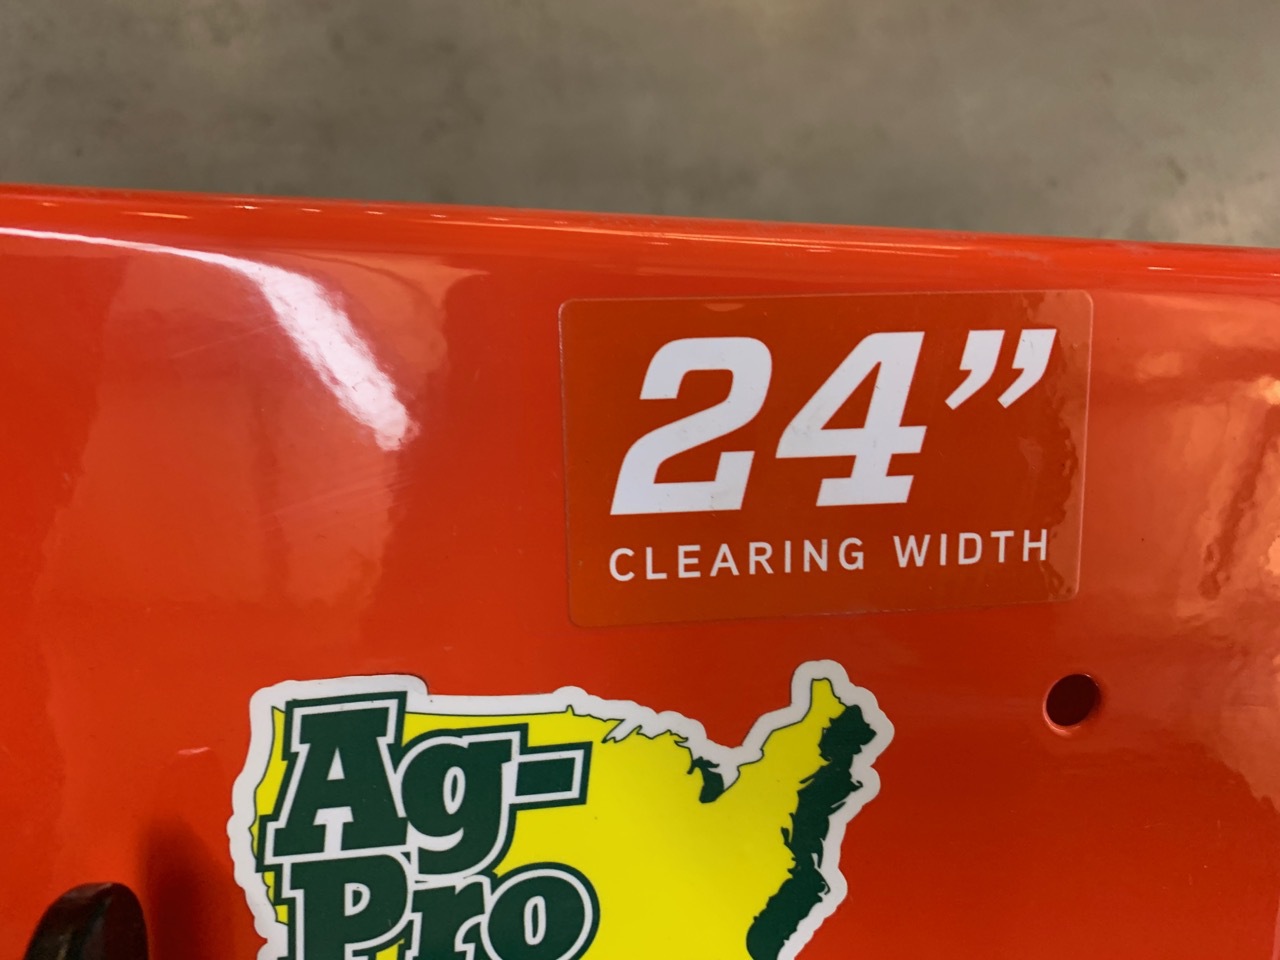 24”
CLEARING WIDTH
Ag-
Pro